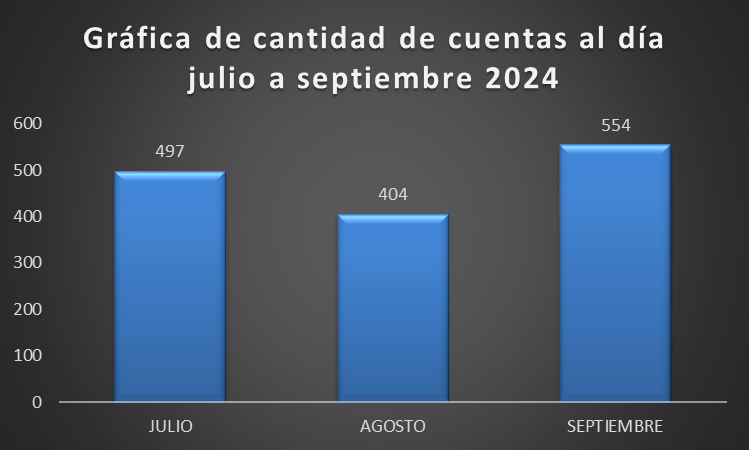 Gráfica de cantidad de cuentas al día
julio a septiembre 2024
600
500
400
300
200
100
0
497
404
554
JULIO
AGOSTO
SEPTIEMBRE